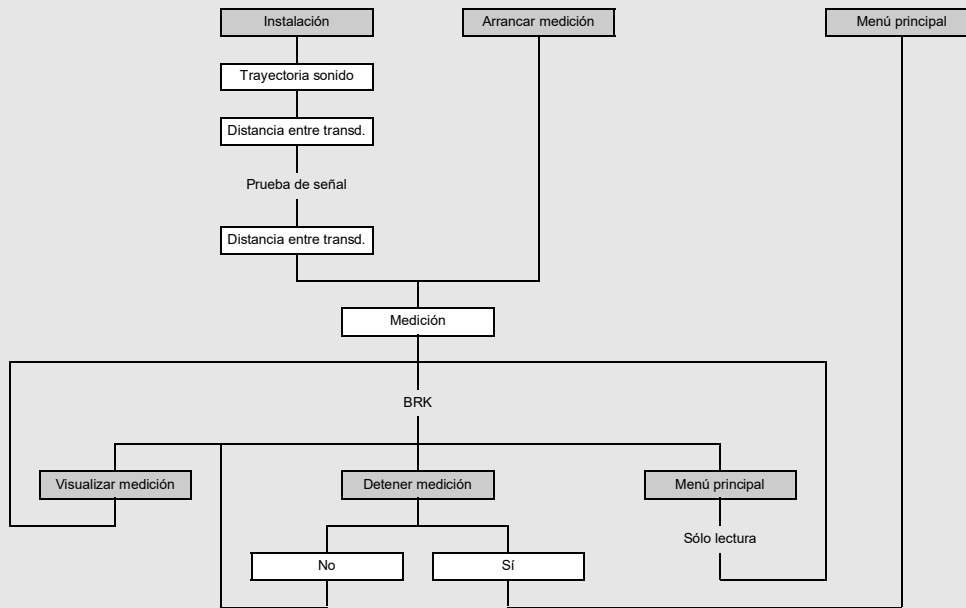 Instalación
Arrancar medición
Menú principal
Trayectoria sonido
Distancia entre transd.
Prueba de señal
Distancia entre transd.
Medición
BRK
Visualizar medición
Detener medición
Menú principal
Sólo lectura
No
Sí